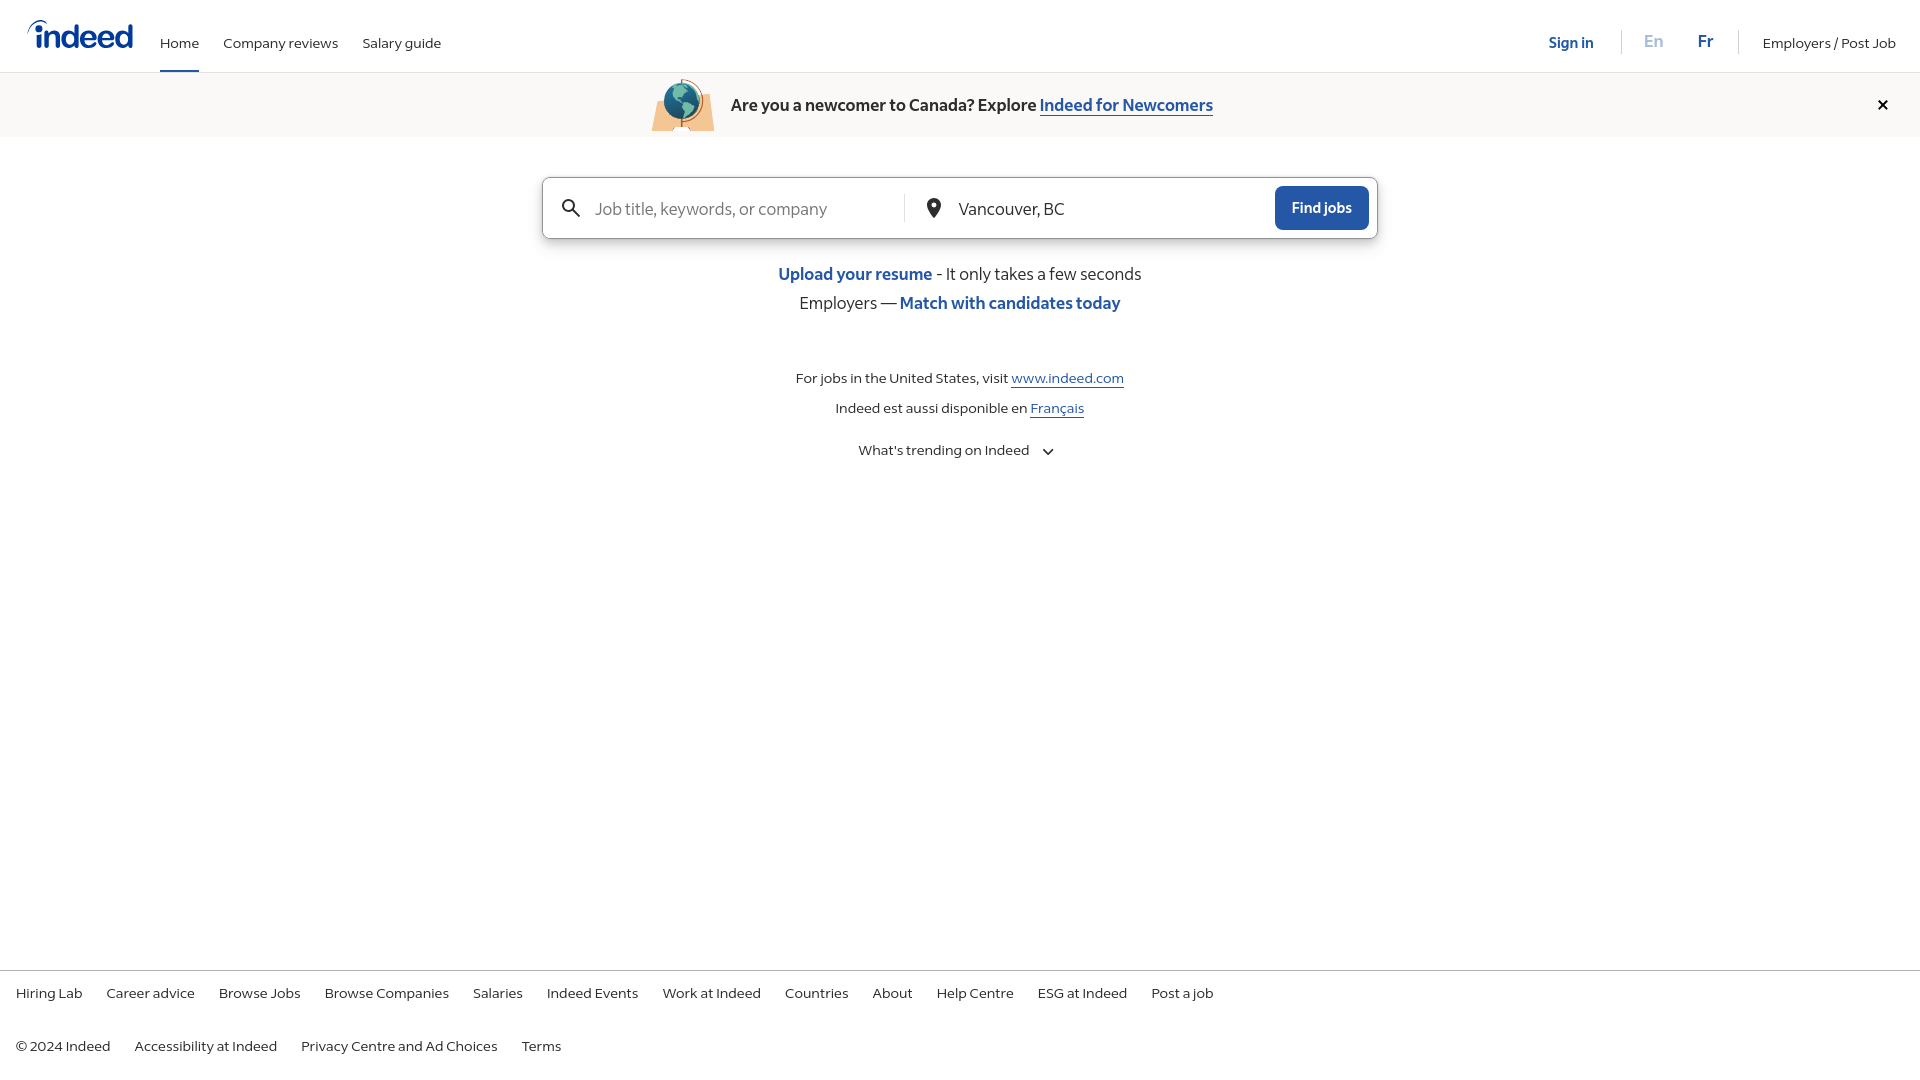 indeed
Home Company reviews Salary guide
Sign in En Fr Employers / Post Job
Are you a newcomer to Canada? Explore Indeed for Newcomers
Job title, keywords, or company Vancouver, BC Find jobs
Upload your resume - It only takes a few seconds
Employers — Match with candidates today
For jobs in the United States, visit www.indeed.com
Indeed est aussi disponible en Français
What's trending on Indeed
Hiring Lab Career advice Browse Jobs Browse Companies Salaries Indeed Events Work at Indeed Countries About Help Centre ESG at Indeed Post a job
© 2024 Indeed Accessibility at Indeed Privacy Centre and Ad Choices Terms